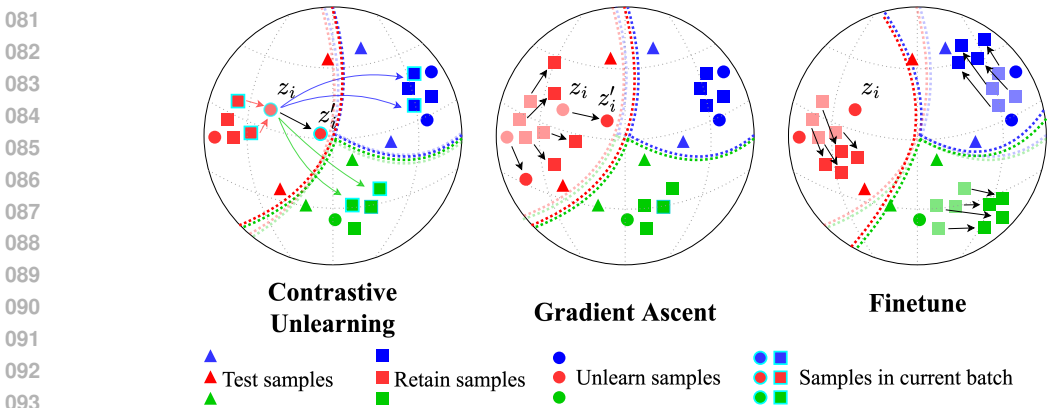 081
082
083
084
085
086
087
088
089
090
091
092
093
z_i
z_i'
z_i
z_i'
z_i
Contrastive
Unlearning
Gradient Ascent
Finetune
Test samples
Retain samples
Unlearn samples
Samples in current batch